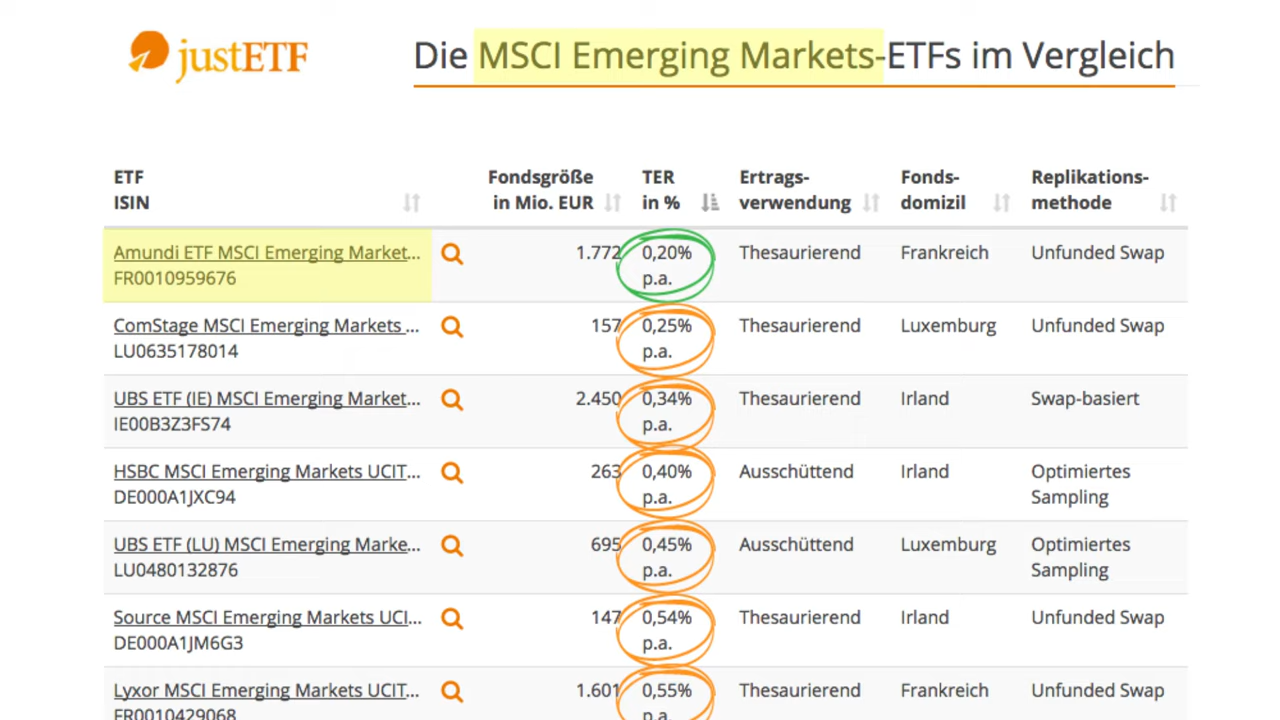 justETF
Die MSCI Emerging Markets-ETFs im Vergleich
ETF
ISIN
Fondsgröße
in Mio. EUR
TER
in %
Ertrags-
verwendung
Fonds-
domizil
Replikations-
methode
Amundi ETF MSCI Emerging Market...
FR0010959676
1.772
0,20%
p.a.
Thesaurierend
Frankreich
Unfunded Swap
ComStage MSCI Emerging Markets ...
LU0635178014
157
0,25%
p.a.
Thesaurierend
Luxemburg
Unfunded Swap
UBS ETF (IE) MSCI Emerging Market...
IE00B3Z3FS74
2.450
0,34%
p.a.
Thesaurierend
Irland
Swap-basiert
HSBC MSCI Emerging Markets UCIT...
DE000A1JXC94
263
0,40%
p.a.
Ausschüttend
Irland
Optimiertes
Sampling
UBS ETF (LU) MSCI Emerging Marke...
LU0480132876
695
0,45%
p.a.
Ausschüttend
Luxemburg
Optimiertes
Sampling
Source MSCI Emerging Markets UCI...
DE000A1JM6G3
147
0,54%
p.a.
Thesaurierend
Irland
Unfunded Swap
Lyxor MSCI Emerging Markets UCIT...
FR0010429068
1.601
0,55%
p.a.
Thesaurierend
Frankreich
Unfunded Swap